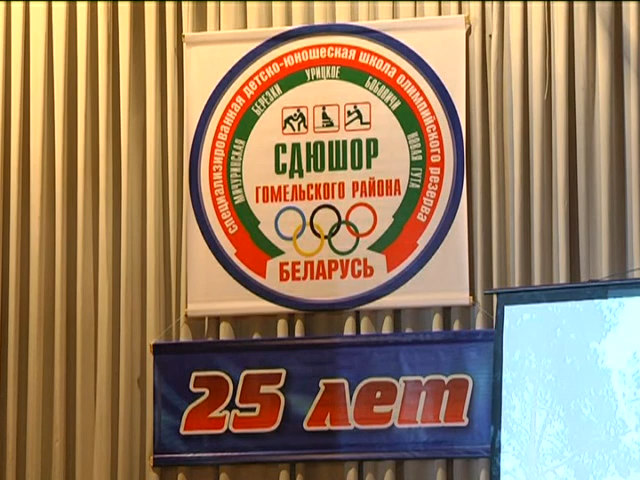 специализированная детско-юношеская школа олимпийского резерва
МИЧУРИНСКАЯ БЕРЕЗКИ УРИЦКОЕ БОБОВИЧИ НОВАЯ ГУТА
СДЮШОР
ГОМЕЛЬСКОГО РАЙОНА
БЕЛАРУСЬ
25 лет